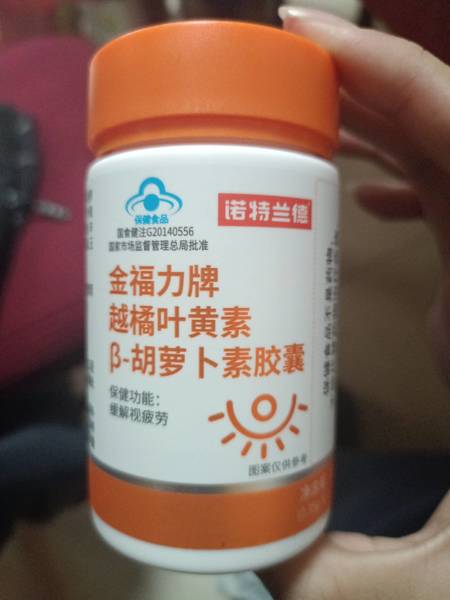 保健食品
国食健注G20140556
国家市场监督管理总局批准
诺特兰德
金福力牌
越橘叶黄素
β-胡萝卜素胶囊
保健功能：
缓解视疲劳
图案仅供参考